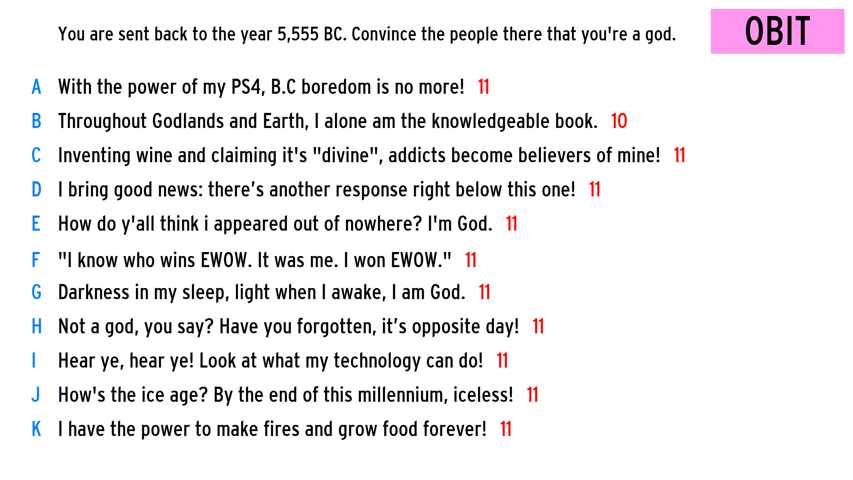 You are sent back to the year 5,555 BC. Convince the people there that you're a god.
OBIT
A With the power of my PS4, B.C boredom is no more! 11
B Throughout Godlands and Earth, I alone am the knowledgeable book. 10
C Inventing wine and claiming it's "divine", addicts become believers of mine! 11
D I bring good news: there’s another response right below this one! 11
E How do y'all think i appeared out of nowhere? I'm God. 11
F "I know who wins EWOW. It was me. I won EWOW." 11
G Darkness in my sleep, light when I awake, I am God. 11
H Not a god, you say? Have you forgotten, it’s opposite day! 11
I Hear ye, hear ye! Look at what my technology can do! 11
J How's the ice age? By the end of this millennium, iceless! 11
K I have the power to make fires and grow food forever! 11